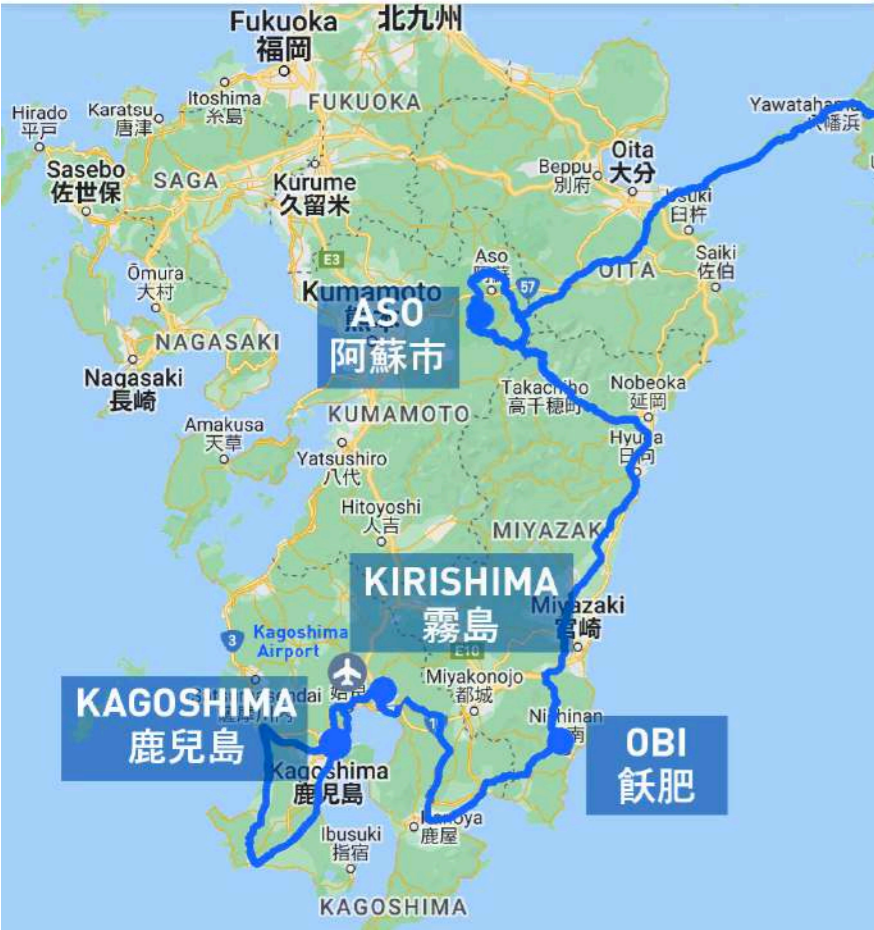 Fukuoka
福岡
北九州
Itoshima
糸島
FUKUOKA
Hirado
平戸
Karatsu
唐津
Sasebo
佐世保
SAGA
Kurume
久留米
Beppu
別府
Oita
大分
Yawatahama
八幡浜
臼杵
Saiki
佐伯
OITA
57
Aso
E3
Kumamoto
ASO
阿蘇市
Ōmura
大村
NAGASAKI
Nagasaki
長崎
Amakusa
天草
KUMAMOTO
Takachiho
高千穂町
Nobeoka
延岡
Hyuga
日向
Yatsushiro
八代
Hitoyoshi
人吉
MIYAZAKI
KIRISHIMA
霧島
Miyazaki
宮崎
3
Kagoshima
Airport
E10
Miyakonojo
都城
KAGOSHIMA
鹿兒島
Nichinan
OBI
飫肥
Kagoshima
鹿児島
Kanoya
鹿屋
Ibusuki
指宿
KAGOSHIMA